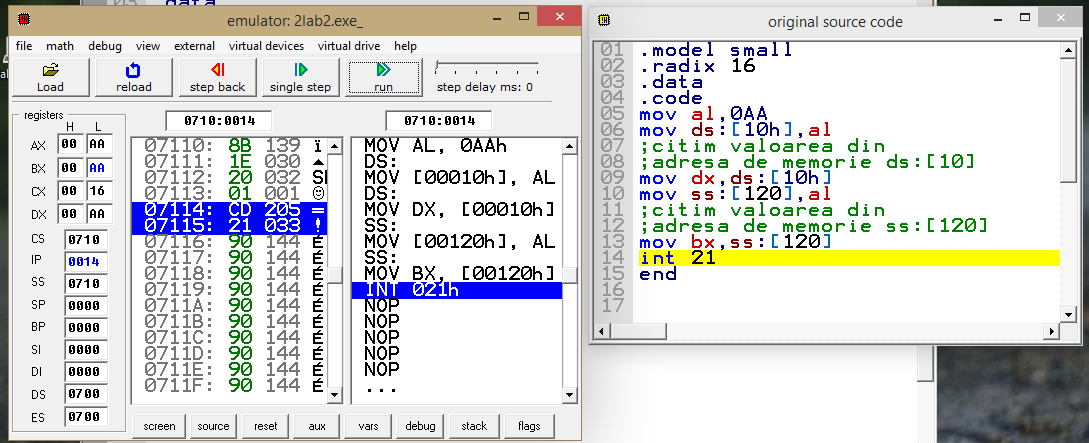 03 data
emulator: 2lab2.exe_
file math debug view external virtual devices virtual drive help
Load reload step back single step run step delay ms: 0
registers
H L
AX 00 AA
BX 00 AA
CX 00 16
DX 00 AA
CS 0710
IP 0014
SS 0710
SP 0000
BP 0000
SI 0000
DI 0000
DS 0700
ES 0700
0710:0014
07110: 8B 139 ï
07111: 1E 030 ▲
07112: 20 032 SI
07113: 01 001 ☺
07114: CD 205 =
07115: 21 033 !
07116: 90 144 É
07117: 90 144 É
07118: 90 144 É
07119: 90 144 É
0711A: 90 144 É
0711B: 90 144 É
0711C: 90 144 É
0711D: 90 144 É
0711E: 90 144 É
0711F: 90 144 É
0710:0014
MOV AL, 0AAh
DS:
MOV [00010h], AL
DS:
MOV DX, [00010h]
SS:
MOV [00120h], AL
SS:
MOV BX, [00120h]
INT 021h
NOP
NOP
NOP
NOP
NOP
...
screen source reset aux vars debug stack flags
original source code
01 .model small
02 .radix 16
03 .data
04 .code
05 mov al,0AA
06 mov ds:[10h],al
07 ;citim valoarea din
08 ;adresa de memorie ds:[10]
09 mov dx,ds:[10h]
10 mov ss:[120],al
11 ;citim valoarea din
12 ;adresa de memorie ss:[120]
13 mov bx,ss:[120]
14 int 21
15 end
16
17